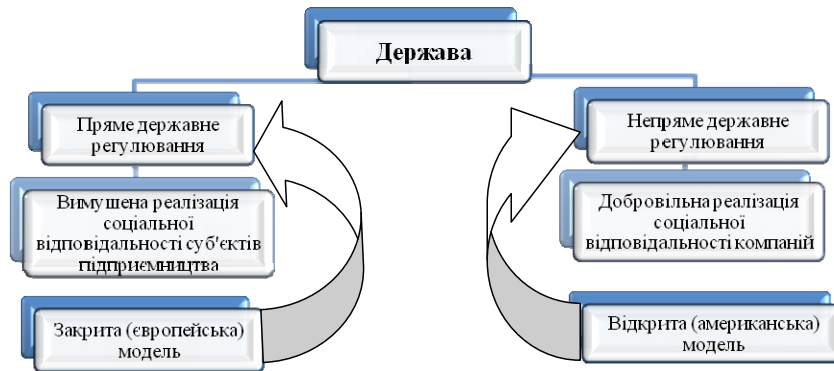 Держава
Пряме державне
регулювання
Непряме державне
регулювання
Вимушена реалізація
соціальної
відповідальності суб'єктів
підприємництва
Добровільна реалізація
соціальної
відповідальності компаній
Закрита (європейська)
модель
Відкрита (американська)
модель